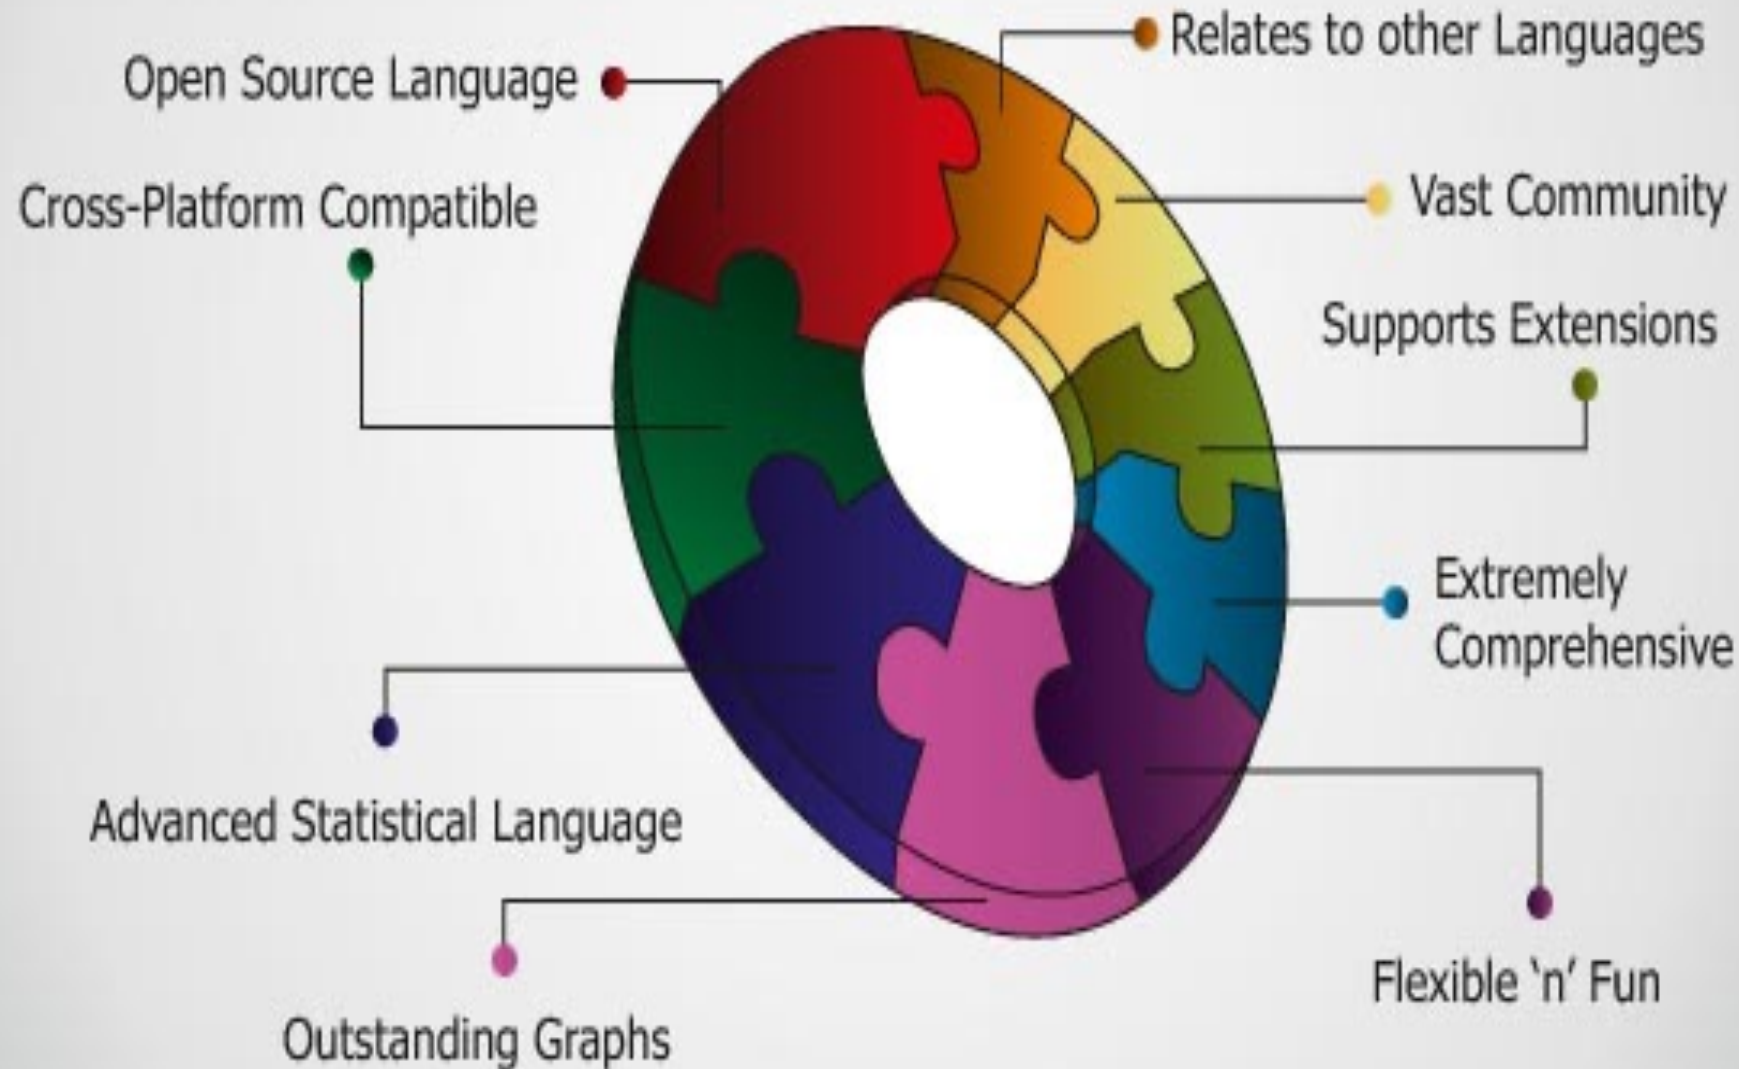 Relates to other Languages
Open Source Language
Vast Community
Cross-Platform Compatible
Supports Extensions
Extremely
Comprehensive
Advanced Statistical Language
Flexible ‘n’ Fun
Outstanding Graphs